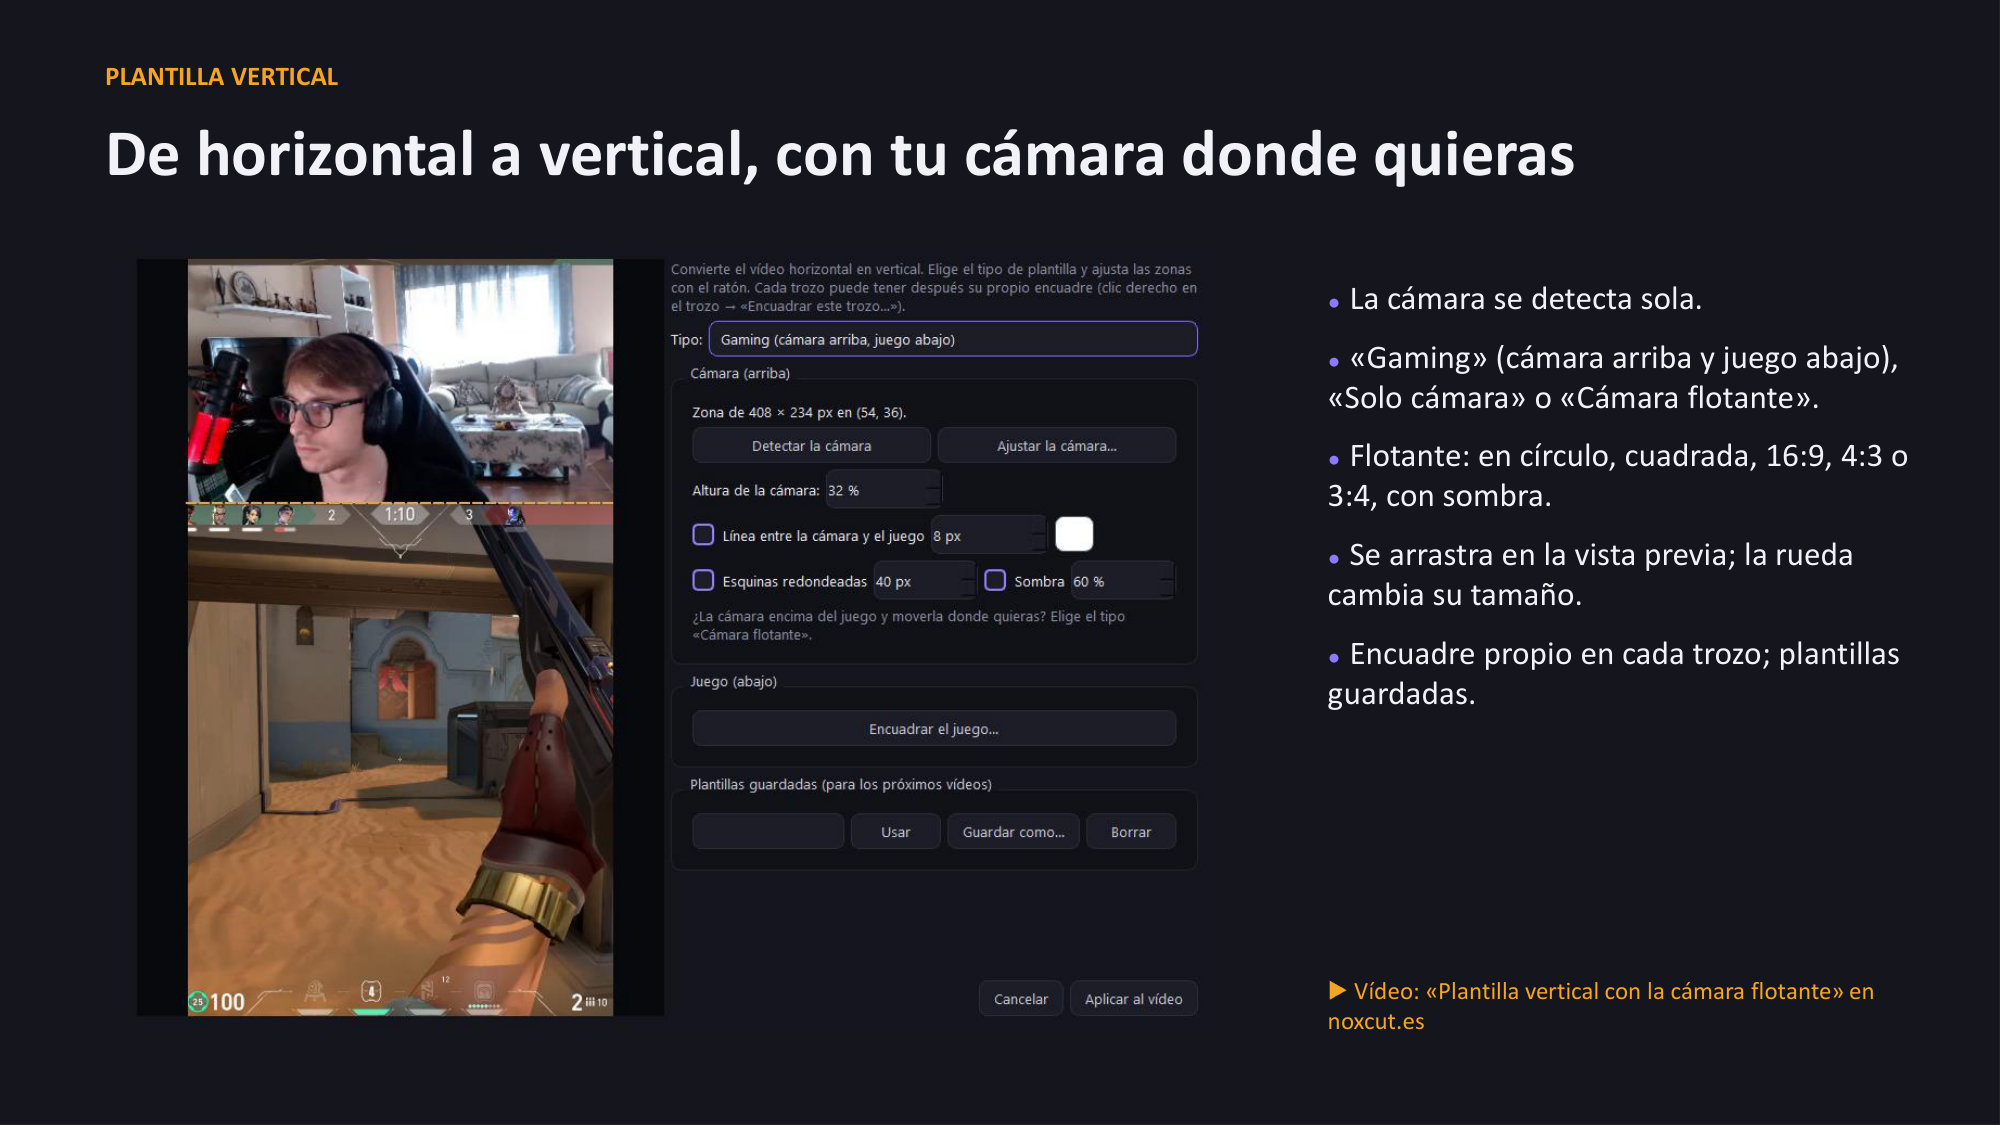 PLANTILLA VERTICAL
De horizontal a vertical, con tu cámara donde quieras
2
1:10
3
4
12
25
100
2
10
Convierte el vídeo horizontal en vertical. Elige el tipo de plantilla y ajusta las zonas
con el ratón. Cada trozo puede tener después su propio encuadre (clic derecho en
el trozo → «Encuadrar este trozo...»).
Tipo: Gaming (cámara arriba, juego abajo)
Cámara (arriba)
Zona de 408 × 234 px en (54, 36).
Detectar la cámara Ajustar la cámara...
Altura de la cámara: 32 %
Línea entre la cámara y el juego 8 px
Esquinas redondeadas 40 px Sombra 60 %
¿La cámara encima del juego y moverla donde quieras? Elige el tipo
«Cámara flotante».
Juego (abajo)
Encuadrar el juego...
Plantillas guardadas (para los próximos vídeos)
Usar Guardar como... Borrar
Cancelar Aplicar al vídeo
• La cámara se detecta sola.
• «Gaming» (cámara arriba y juego abajo),
«Solo cámara» o «Cámara flotante».
• Flotante: en círculo, cuadrada, 16:9, 4:3 o
3:4, con sombra.
• Se arrastra en la vista previa; la rueda
cambia su tamaño.
• Encuadre propio en cada trozo; plantillas
guardadas.
▶ Vídeo: «Plantilla vertical con la cámara flotante» en
noxcut.es